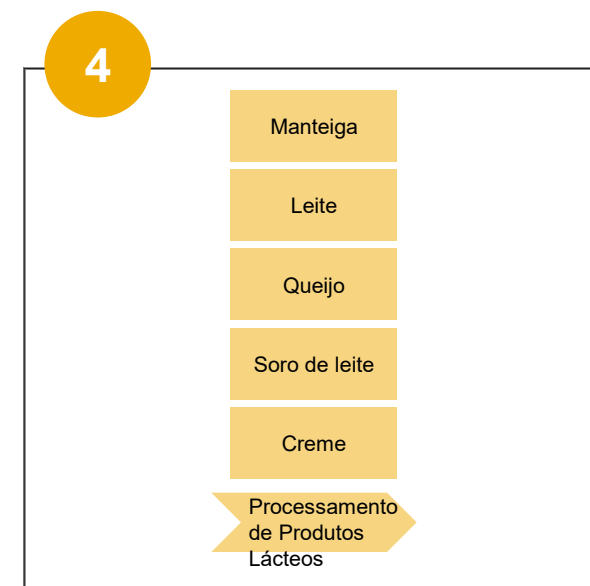 4
Manteiga
Leite
Queijo
Soro de leite
Creme
Processamento
de Produtos
Lácteos